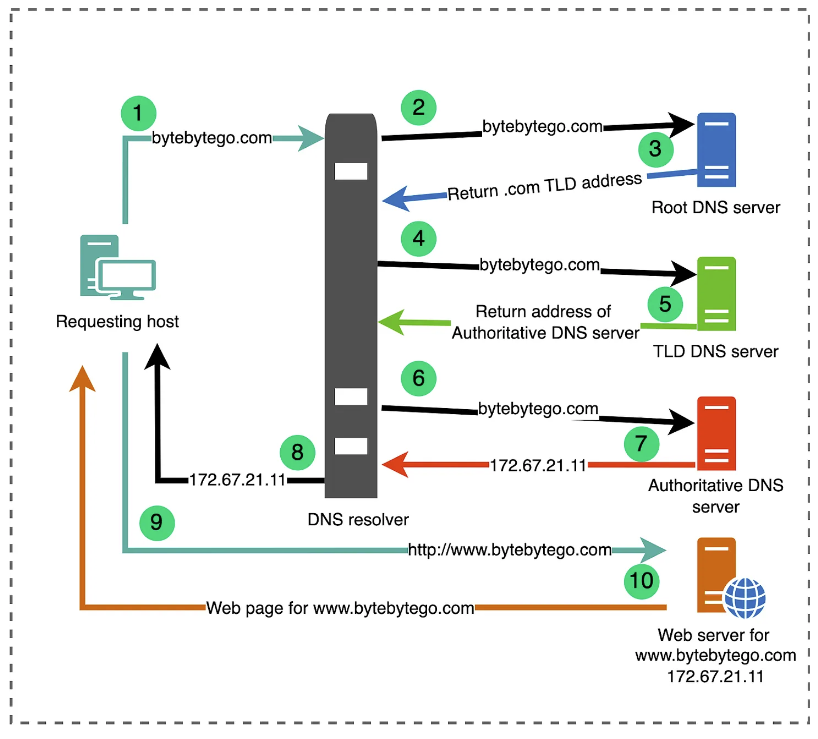 1
bytebytego.com
2
bytebytego.com
3
Return .com TLD address
Root DNS server
4
bytebytego.com
5
Return address of
Authoritative DNS server
TLD DNS server
Requesting host
6
bytebytego.com
7
172.67.21.11
Authoritative DNS
server
8
172.67.21.11
DNS resolver
9
http://www.bytebytego.com
10
Web page for www.bytebytego.com
Web server for
www.bytebytego.com
172.67.21.11